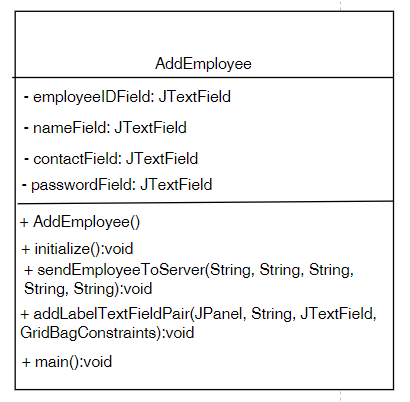 AddEmployee
- employeeIDField: JTextField
- nameField: JTextField
- contactField: JTextField
- passwordField: JTextField
+ AddEmployee()
+ initialize():void
+ sendEmployeeToServer(String, String, String,
String, String):void
+ addLabelTextFieldPair(JPanel, String, JTextField,
GridBagConstraints):void
+ main():void